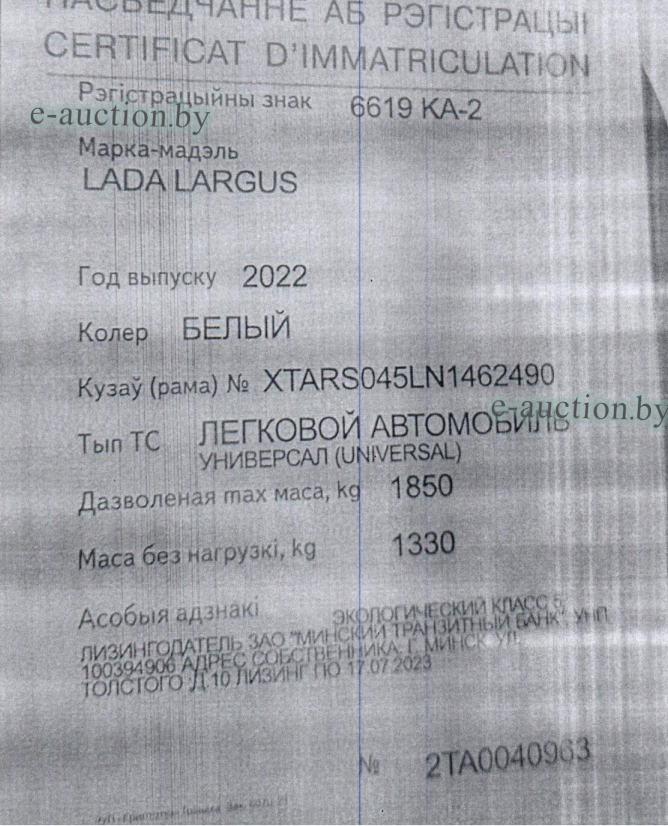 ПАСВЕДЧАННЕ АБ РЭГІСТРАЦЫІ
CERTIFICAT D'IMMATRICULATION
Рэгістрацыйны знак 6619 KA-2
e-auction.by
Марка-мадэль
LADA LARGUS
Год выпуску 2022
Колер БЕЛЫЙ
Кузаў (рама) № XTARS045LN1462490
e-auction.by
Тып ТС ЛЕГКОВОЙ АВТОМОБИЛЬ
УНИВЕРСАЛ (UNIVERSAL)
Дазволеная max маса, kg 1850
Маса без нагрузкі, kg 1330
Асобыя адзнакі ЭКОЛОГИЧЕСКИЙ КЛАСС 5,
ЛИЗИНГОДАТЕЛЬ ЗАО "МИНСКИЙ ТРАНЗИТНЫЙ БАНК", УНП
100394906 АДРЕС СОБСТВЕННИКА, Г. МИНСК УЛ.
ТОЛСТОГО Д 10 ЛИЗИНГ ПО 17.07.2023
№ 2TA0040963